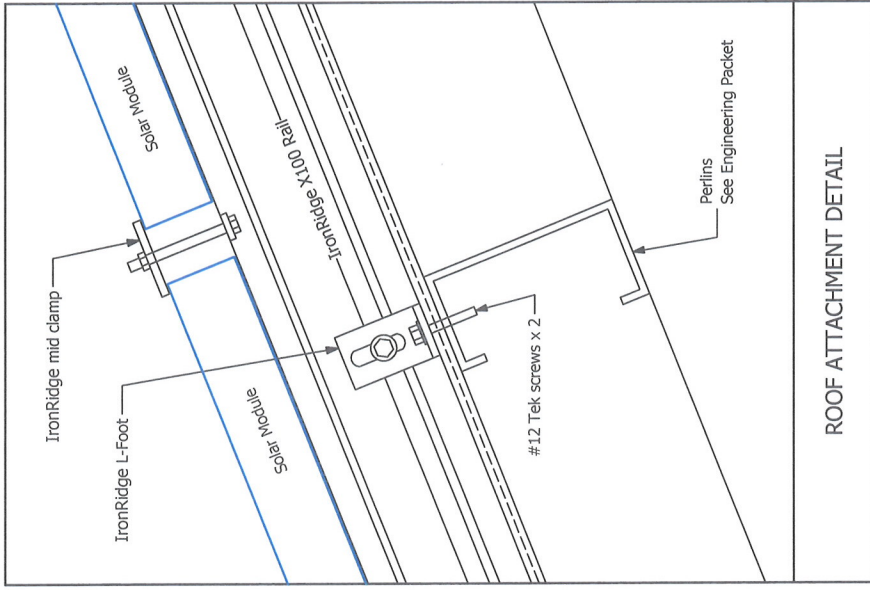 IronRidge mid clamp
Solar Module
IronRidge L-Foot
Solar Module
IronRidge X100 Rail
#12 Tek screws x 2
Perlins
See Engineering Packet
ROOF ATTACHMENT DETAIL